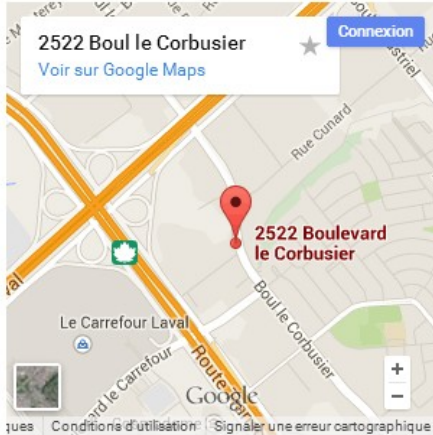 2522 Boul le Corbusier
Voir sur Google Maps
Connexion
Rue Cunard
2522 Boulevard
le Corbusier
Le Carrefour Laval
Boul le Corbusier
Route
Google
+
−
Conditions d'utilisation
Signaler une erreur cartographique